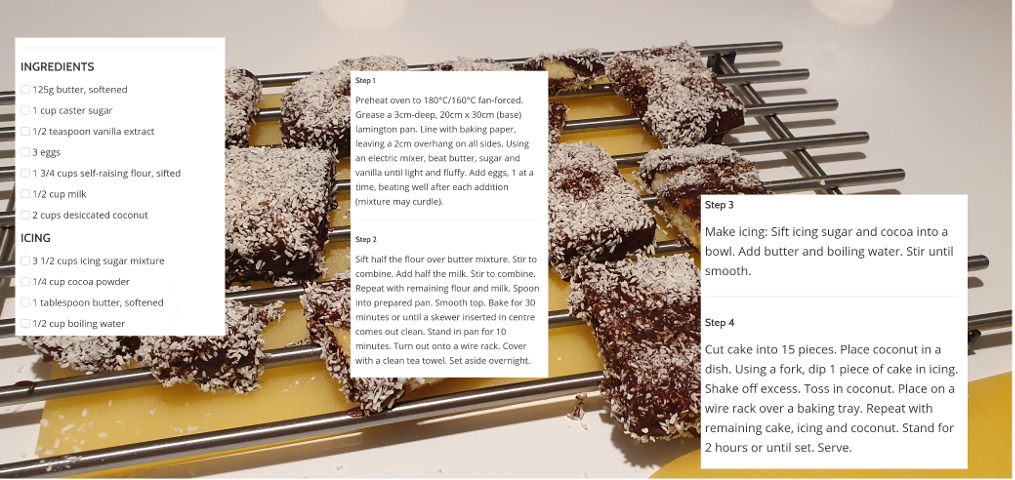 INGREDIENTS
125g butter, softened
1 cup caster sugar
1/2 teaspoon vanilla extract
3 eggs
1 3/4 cups self-raising flour, sifted
1/2 cup milk
2 cups desiccated coconut
ICING
3 1/2 cups icing sugar mixture
1/4 cup cocoa powder
1 tablespoon butter, softened
1/2 cup boiling water
Step 1
Preheat oven to 180°C/160°C fan-forced.
Grease a 3cm-deep, 20cm x 30cm (base)
lamington pan. Line with baking paper,
leaving a 2cm overhang on all sides. Using
an electric mixer, beat butter, sugar and
vanilla until light and fluffy. Add eggs, 1 at a
time, beating well after each addition
(mixture may curdle).
Step 2
Sift half the flour over butter mixture. Stir to
combine. Add half the milk. Stir to combine.
Repeat with remaining flour and milk. Spoon
into prepared pan. Smooth top. Bake for 30
minutes or until a skewer inserted in centre
comes out clean. Stand in pan for 10
minutes. Turn out onto a wire rack. Cover
with a clean tea towel. Set aside overnight.
Step 3
Make icing: Sift icing sugar and cocoa into a
bowl. Add butter and boiling water. Stir until
smooth.
Step 4
Cut cake into 15 pieces. Place coconut in a
dish. Using a fork, dip 1 piece of cake in icing.
Shake off excess. Toss in coconut. Place on a
wire rack over a baking tray. Repeat with
remaining cake, icing and coconut. Stand for
2 hours or until set. Serve.